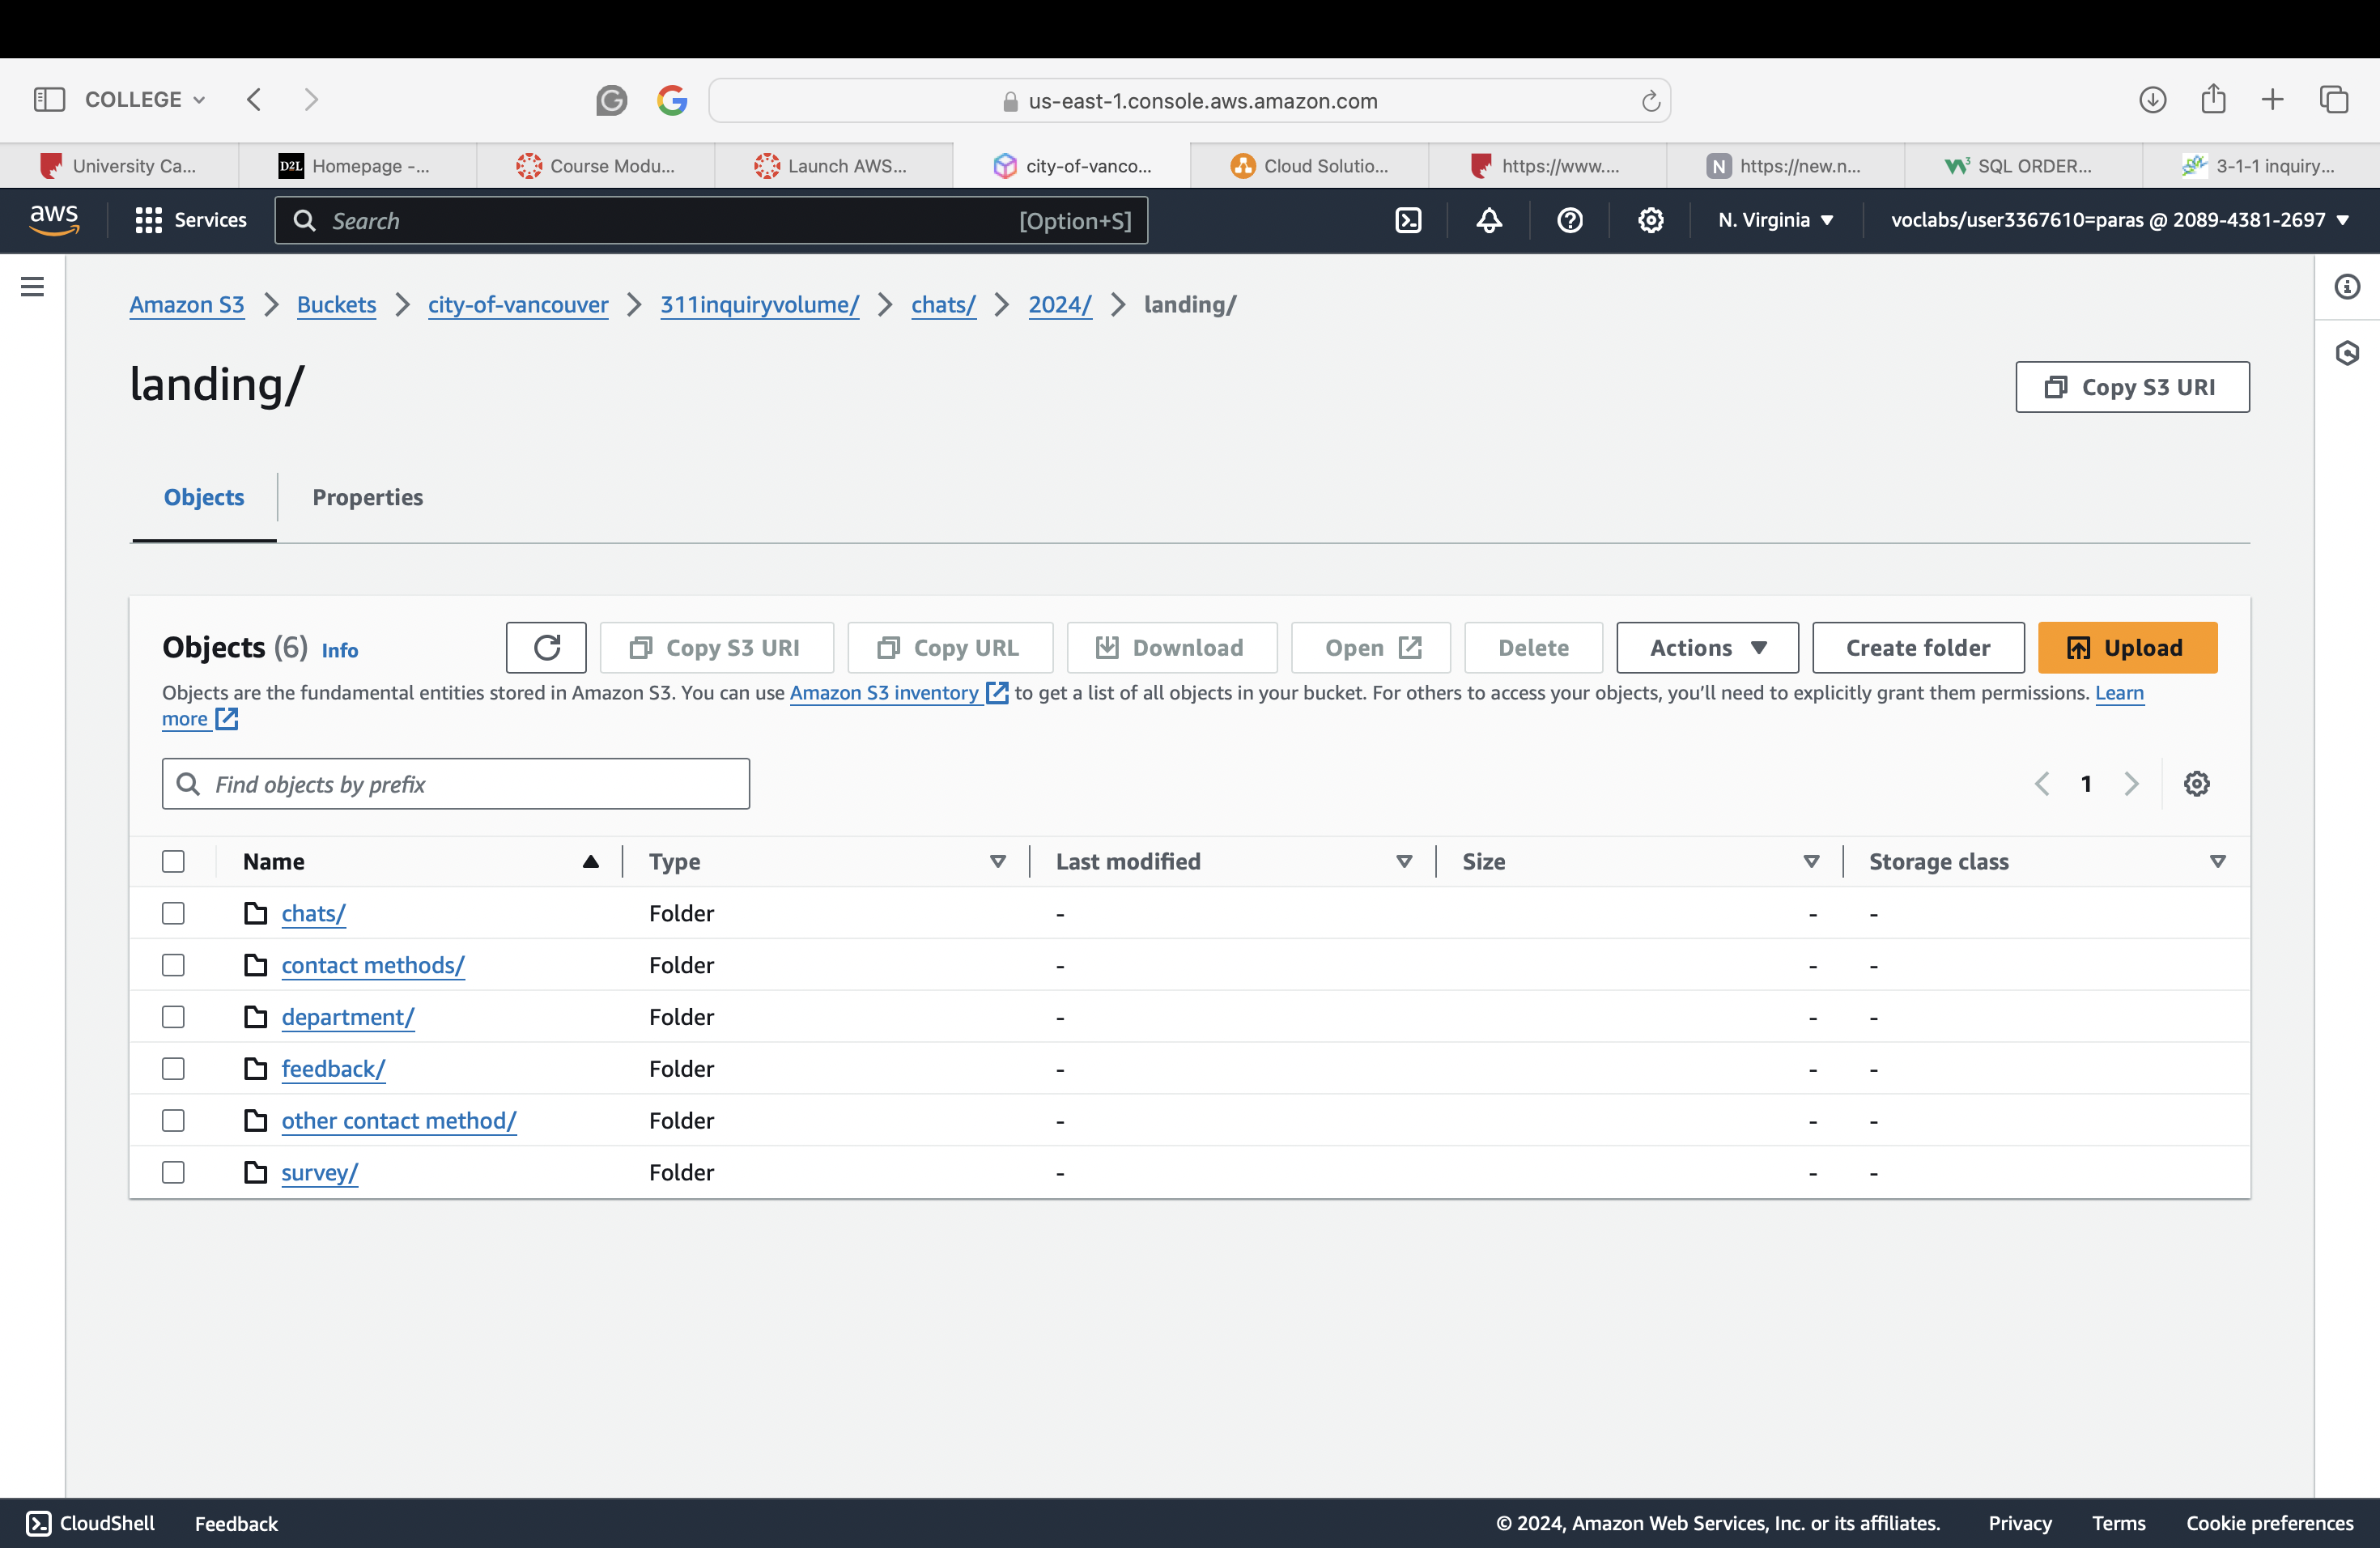 COLLEGE
us-east-1.console.aws.amazon.com
University Ca...
D2L Homepage -...
Course Modu...
Launch AWS...
city-of-vanco...
Cloud Solutio...
https://www....
N https://new.n...
SQL ORDER...
3-1-1 inquiry...
aws Services Search [Option+S] N. Virginia voclabs/user3367610=paras @ 2089-4381-2697
Amazon S3 Buckets city-of-vancouver 311inquiryvolume/ chats/ 2024/ landing/
landing/
Copy S3 URI
Objects Properties
Objects (6) Info Copy S3 URI Copy URL Download Open Delete Actions Create folder Upload
Objects are the fundamental entities stored in Amazon S3. You can use Amazon S3 inventory to get a list of all objects in your bucket. For others to access your objects, you’ll need to explicitly grant them permissions. Learn
more
Find objects by prefix
1
Name Type Last modified Size Storage class
chats/ Folder - - -
contact methods/ Folder - - -
department/ Folder - - -
feedback/ Folder - - -
other contact method/ Folder - - -
survey/ Folder - - -
CloudShell Feedback © 2024, Amazon Web Services, Inc. or its affiliates. Privacy Terms Cookie preferences